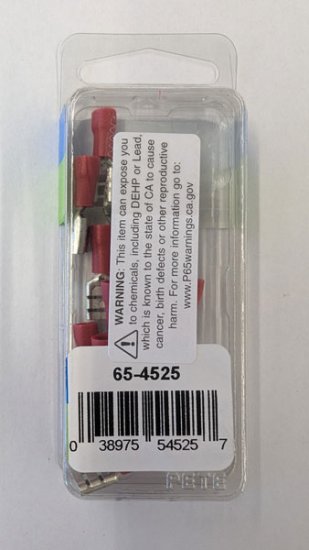 WARNING: This item can expose you
to chemicals, including DEHP or Lead,
which is known to the state of CA to cause
cancer, birth defects or other reproductive
harm. For more information go to:
www.P65warnings.ca.gov
65-4525
0 38975 54525 7
PETE